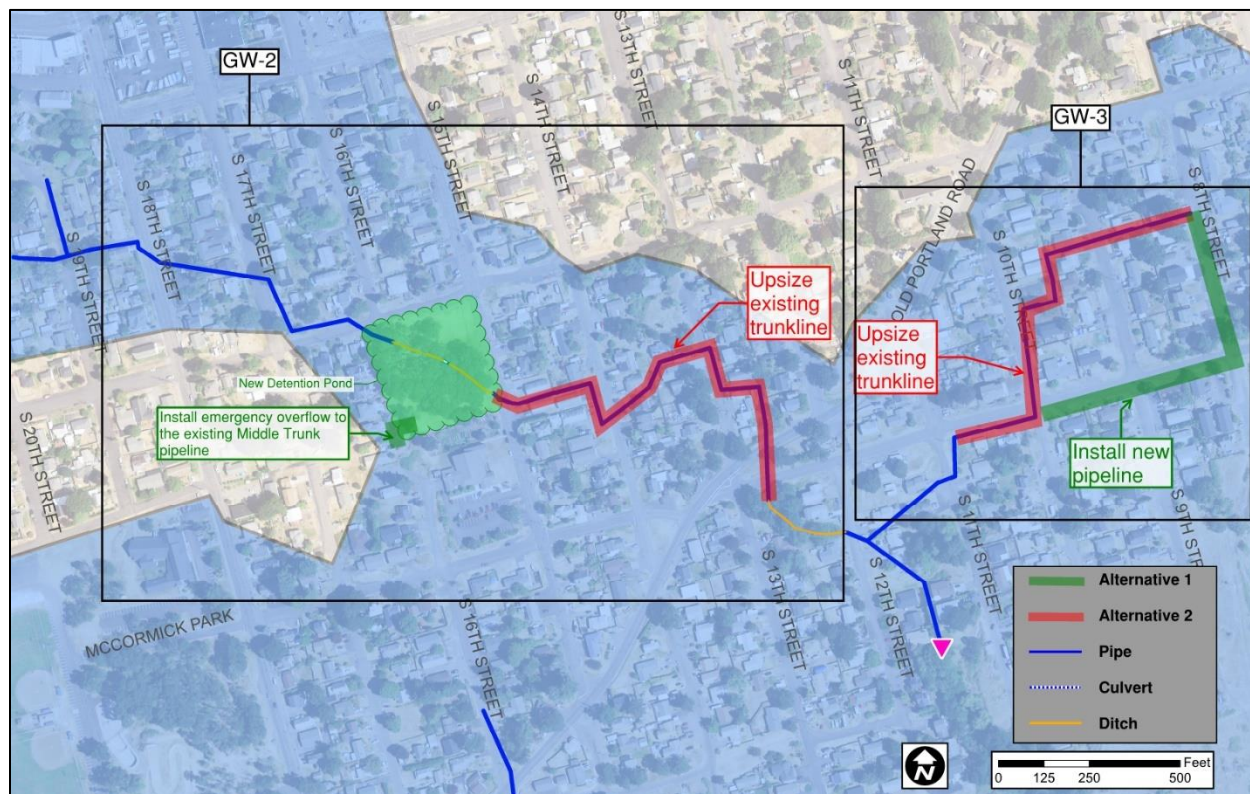 GW-2
GW-3
S 13TH STREET
S 14TH STREET
S 15TH STREET
S 11TH STREET
S 16TH STREET
S 17TH STREET
S 18TH STREET
S 19TH STREET
S 20TH STREET
OLD PORTLAND ROAD
S 8TH STREET
S 10TH STREET
Upsize
existing
trunkline
Upsize
existing
trunkline
New Detention Pond
Install emergency overflow to
the existing Middle Trunk
pipeline
Install new
pipeline
S 9TH STR
S 11TH STREET
S 12TH STREET
S 13TH STREET
S 16TH STREET
MCCORMICK PARK
Alternative 1
Alternative 2
Pipe
Culvert
Ditch
N
Feet
0 125 250 500